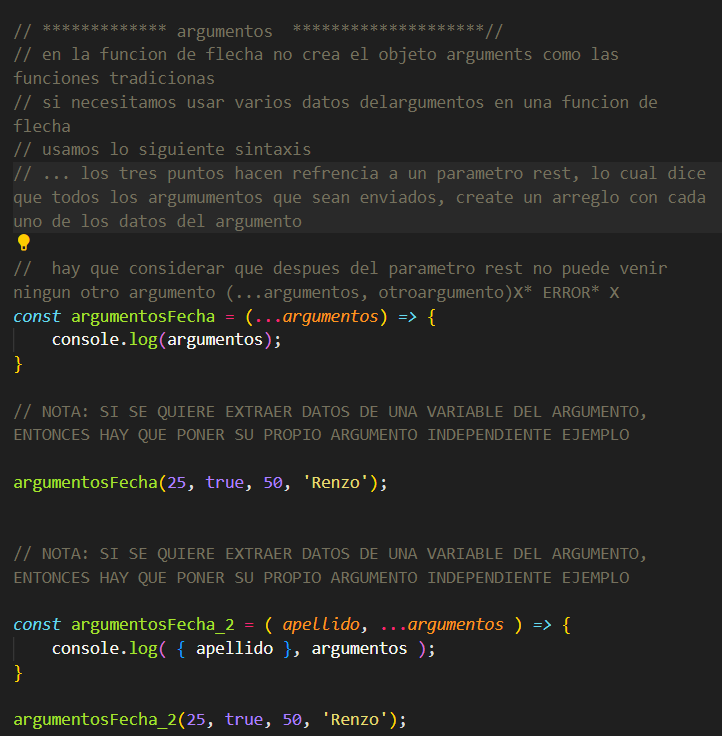 // ************* argumentos  ********************//
// en la funcion de flecha no crea el objeto arguments como las
funciones tradicionas
// si necesitamos usar varios datos delargumentos en una funcion de
flecha
// usamos lo siguiente sintaxis
// ... los tres puntos hacen refrencia a un parametro rest, lo cual dice
que todos los argumumentos que sean enviados, create un arreglo con cada
uno de los datos del argumento
//  hay que considerar que despues del parametro rest no puede venir
ningun otro argumento (...argumentos, otroargumento)X* ERROR* X
const argumentosFecha = (...argumentos) => {
    console.log(argumentos);
}
// NOTA: SI SE QUIERE EXTRAER DATOS DE UNA VARIABLE DEL ARGUMENTO,
ENTONCES HAY QUE PONER SU PROPIO ARGUMENTO INDEPENDIENTE EJEMPLO
argumentosFecha(25, true, 50, 'Renzo');
// NOTA: SI SE QUIERE EXTRAER DATOS DE UNA VARIABLE DEL ARGUMENTO,
ENTONCES HAY QUE PONER SU PROPIO ARGUMENTO INDEPENDIENTE EJEMPLO
const argumentosFecha_2 = ( apellido, ...argumentos ) => {
    console.log( { apellido }, argumentos );
}
argumentosFecha_2(25, true, 50, 'Renzo');